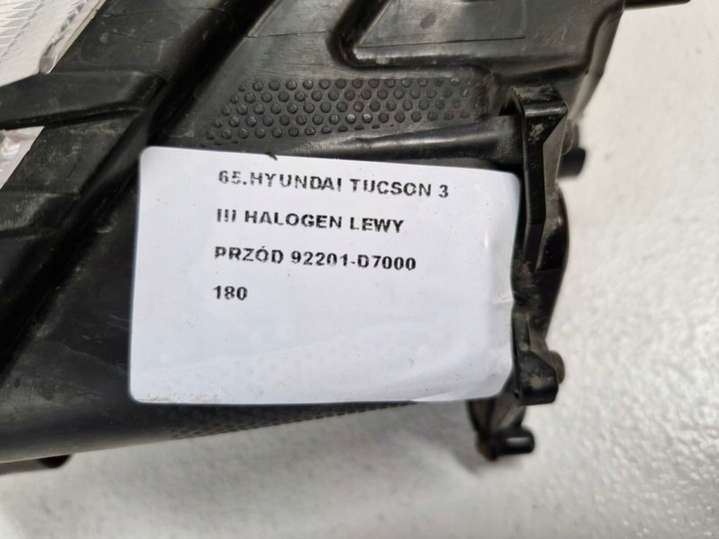 65.HYUNDAI TUCSON 3
III HALOGEN LEWY
PRZÓD 92201-D7000
180